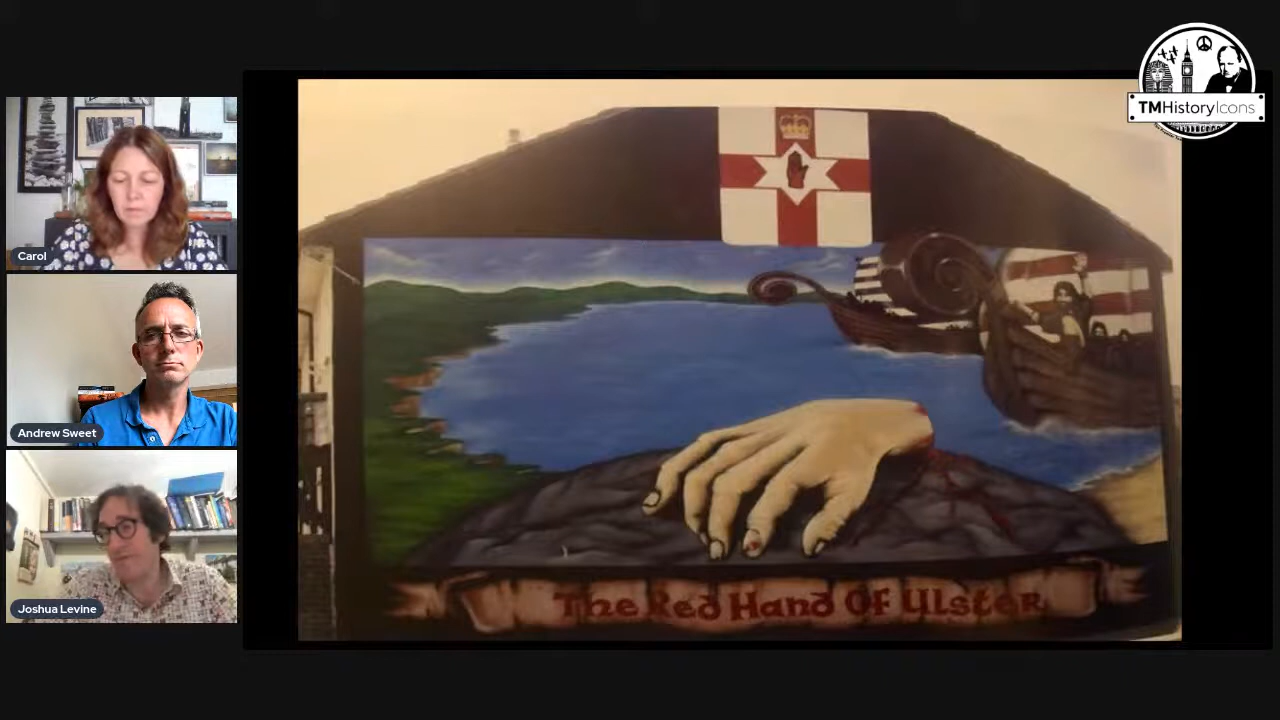 TMHistoryIcons
Carol
Andrew Sweet
Joshua Levine
The Red Hand Of Ulster